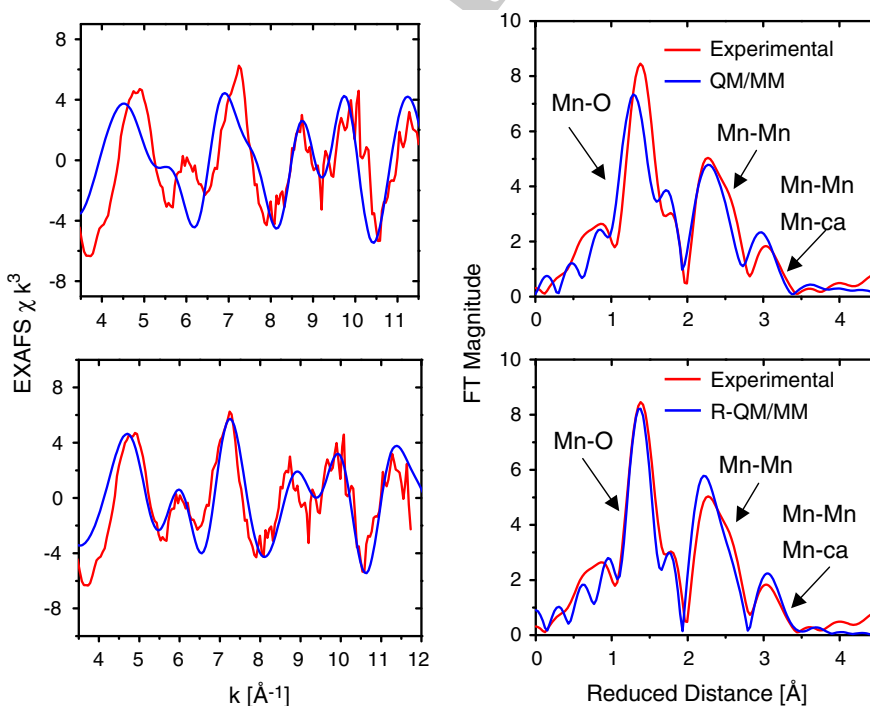 EXAFS χ k³
8
4
0
-4
-8
4 5 6 7 8 9 10 11
8
4
0
-4
-8
4 5 6 7 8 9 10 11 12
k [Å⁻¹]
FT Magnitude
10
8
6
4
2
0
0 1 2 3 4
Experimental
QM/MM
Mn-O
Mn-Mn
Mn-Mn
Mn-ca
10
8
6
4
2
0
0 1 2 3 4
Experimental
R-QM/MM
Mn-O
Mn-Mn
Mn-Mn
Mn-ca
Reduced Distance [Å]